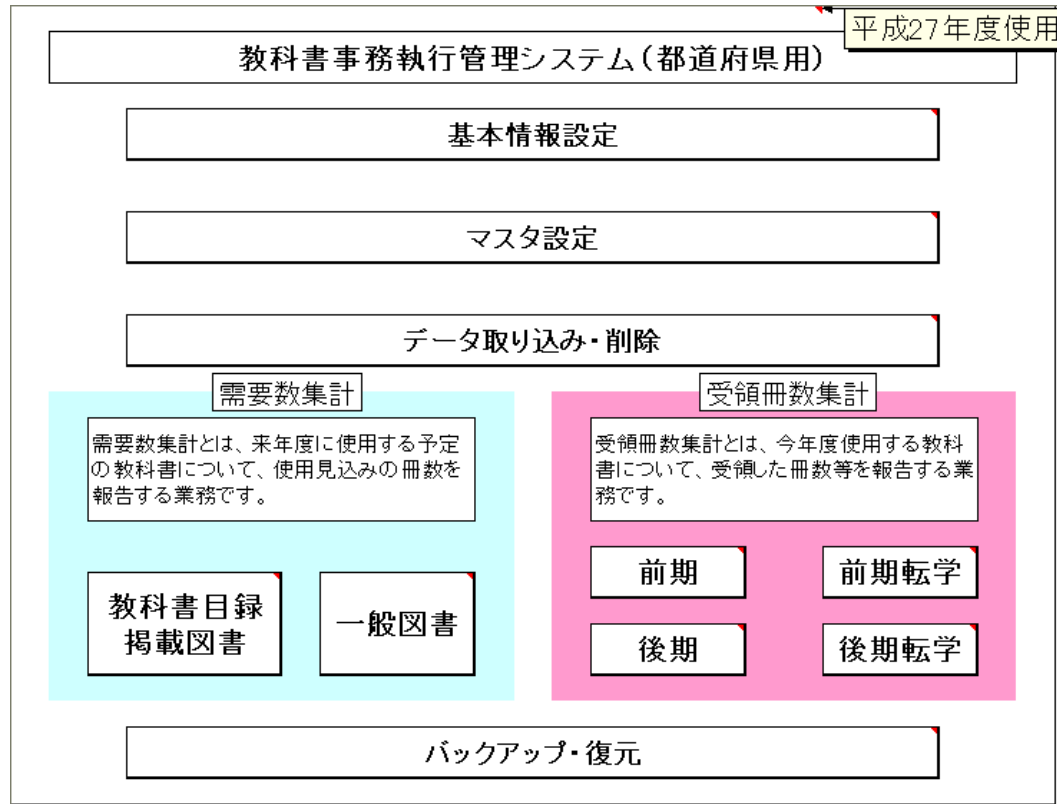 平成27年度使用
教科書事務執行管理システム（都道府県用）
基本情報設定
マスタ設定
データ取り込み・削除
需要数集計
需要数集計とは、来年度に使用する予定
の教科書について、使用見込みの冊数を
報告する業務です。
教科書目録
掲載図書
一般図書
受領冊数集計
受領冊数集計とは、今年度使用する教科
書について、受領した冊数等を報告する業
務です。
前期
前期転学
後期
後期転学
バックアップ・復元